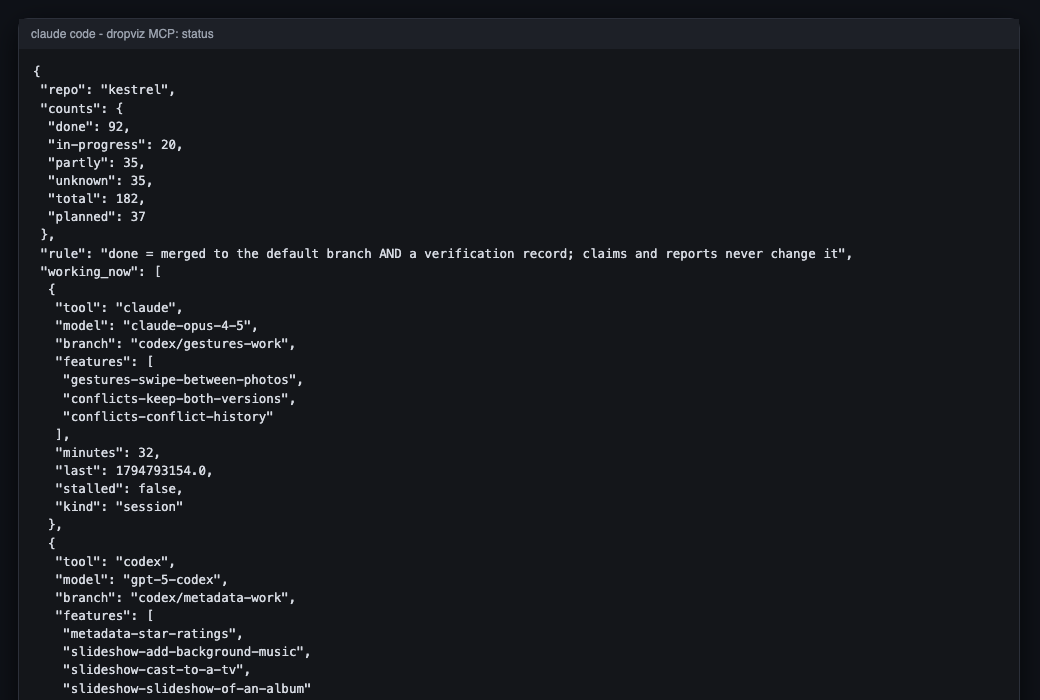 claude code - dropviz MCP: status
{
"repo": "kestrel",
"counts": {
"done": 92,
"in-progress": 20,
"partly": 35,
"unknown": 35,
"total": 182,
"planned": 37
},
"rule": "done = merged to the default branch AND a verification record; claims and reports never change it",
"working_now": [
{
"tool": "claude",
"model": "claude-opus-4-5",
"branch": "codex/gestures-work",
"features": [
"gestures-swipe-between-photos",
"conflicts-keep-both-versions",
"conflicts-conflict-history"
],
"minutes": 32,
"last": 1794793154.0,
"stalled": false,
"kind": "session"
},
{
"tool": "codex",
"model": "gpt-5-codex",
"branch": "codex/metadata-work",
"features": [
"metadata-star-ratings",
"slideshow-add-background-music",
"slideshow-cast-to-a-tv",
"slideshow-slideshow-of-an-album"